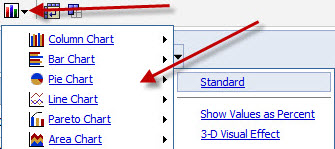 Column Chart
Bar Chart
Pie Chart
Line Chart
Pareto Chart
Area Chart
Standard
Show Values as Percent
3-D Visual Effect